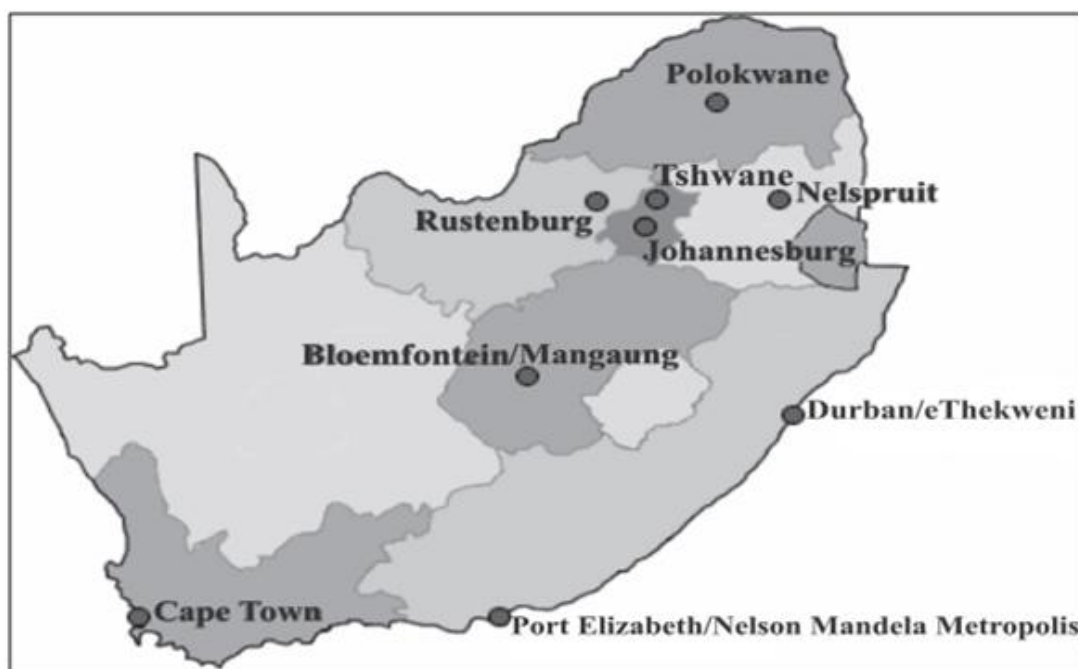 Polokwane
Tshwane
Nelspruit
Rustenburg
Johannesburg
Bloemfontein/Mangaung
Durban/eThekweni
Cape Town
Port Elizabeth/Nelson Mandela Metropolis